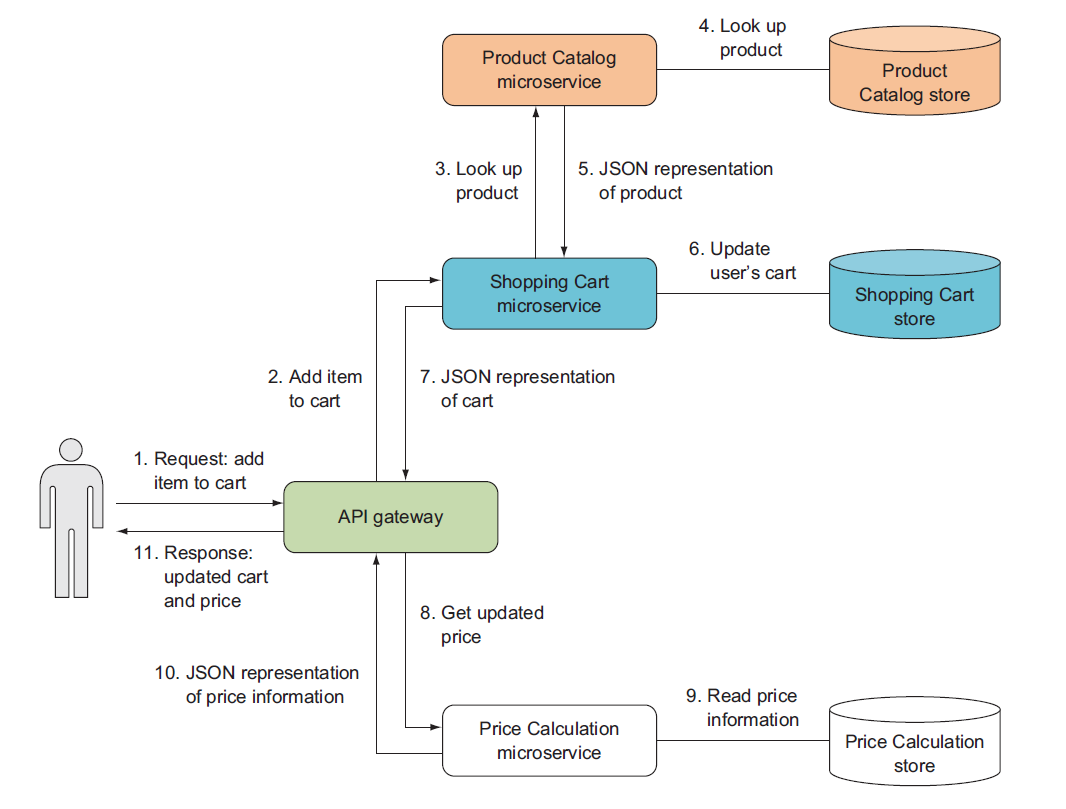 4. Look up
product
Product Catalog
microservice
Product
Catalog store
3. Look up
product
5. JSON representation
of product
6. Update
user's cart
Shopping Cart
microservice
Shopping Cart
store
2. Add item
to cart
7. JSON representation
of cart
1. Request: add
item to cart
API gateway
11. Response:
updated cart
and price
8. Get updated
price
10. JSON representation
of price information
9. Read price
information
Price Calculation
microservice
Price Calculation
store